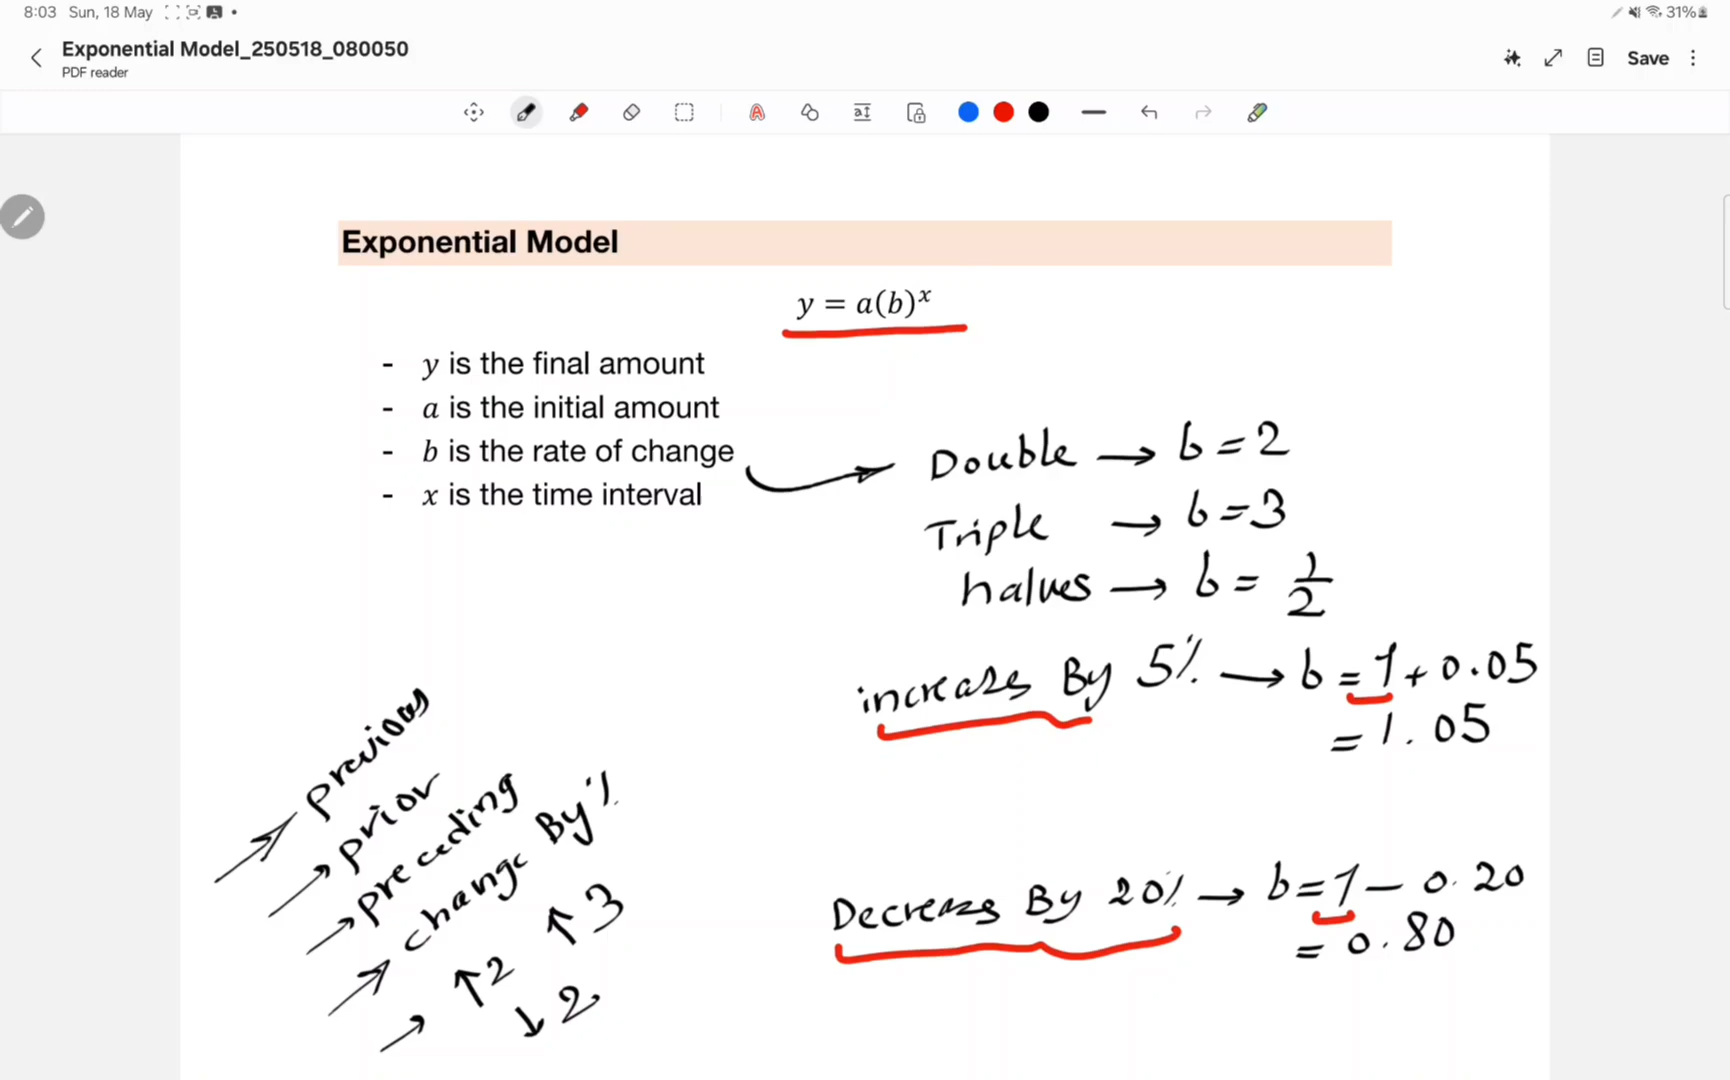 8:03 Sun, 18 May
31%
Exponential Model_250518_080050
PDF reader
Save
Exponential Model
y = a(b)^x
- y is the final amount
- a is the initial amount
- b is the rate of change
- x is the time interval
Double → b = 2
Triple → b = 3
halves → b = 1/2
increase By 5% → b = 1 + 0.05
= 1.05
Decrease By 20% → b = 1 - 0.20
= 0.80
→ previous
→ prior
→ preceding
→ change By %
→ ↑2 ↑3
↓2